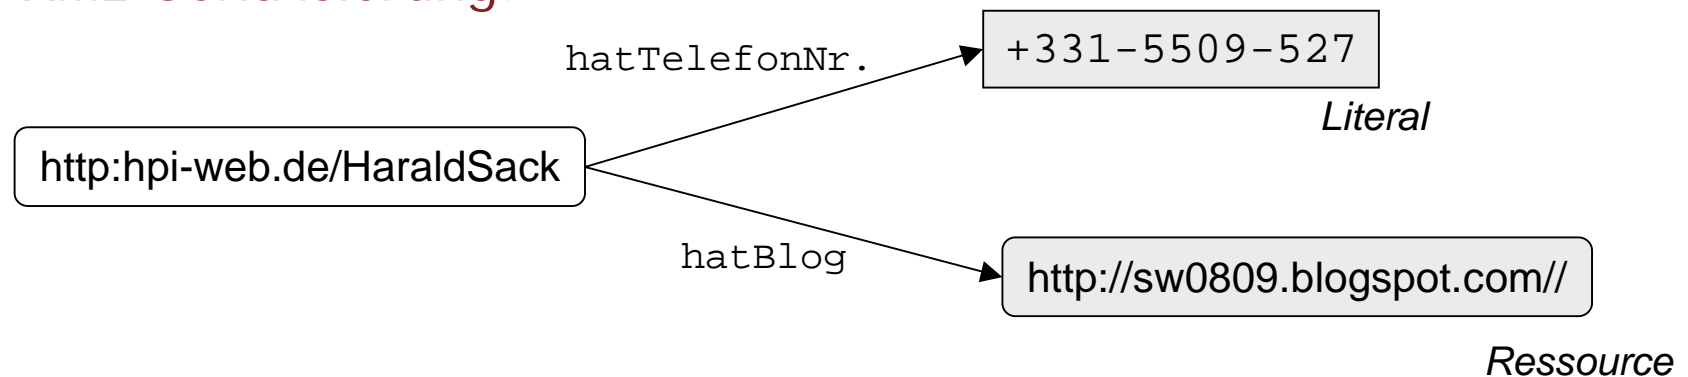 hatTelefonNr.
+331-5509-527
Literal
http:hpi-web.de/HaraldSack
hatBlog
http://sw0809.blogspot.com//
Ressource